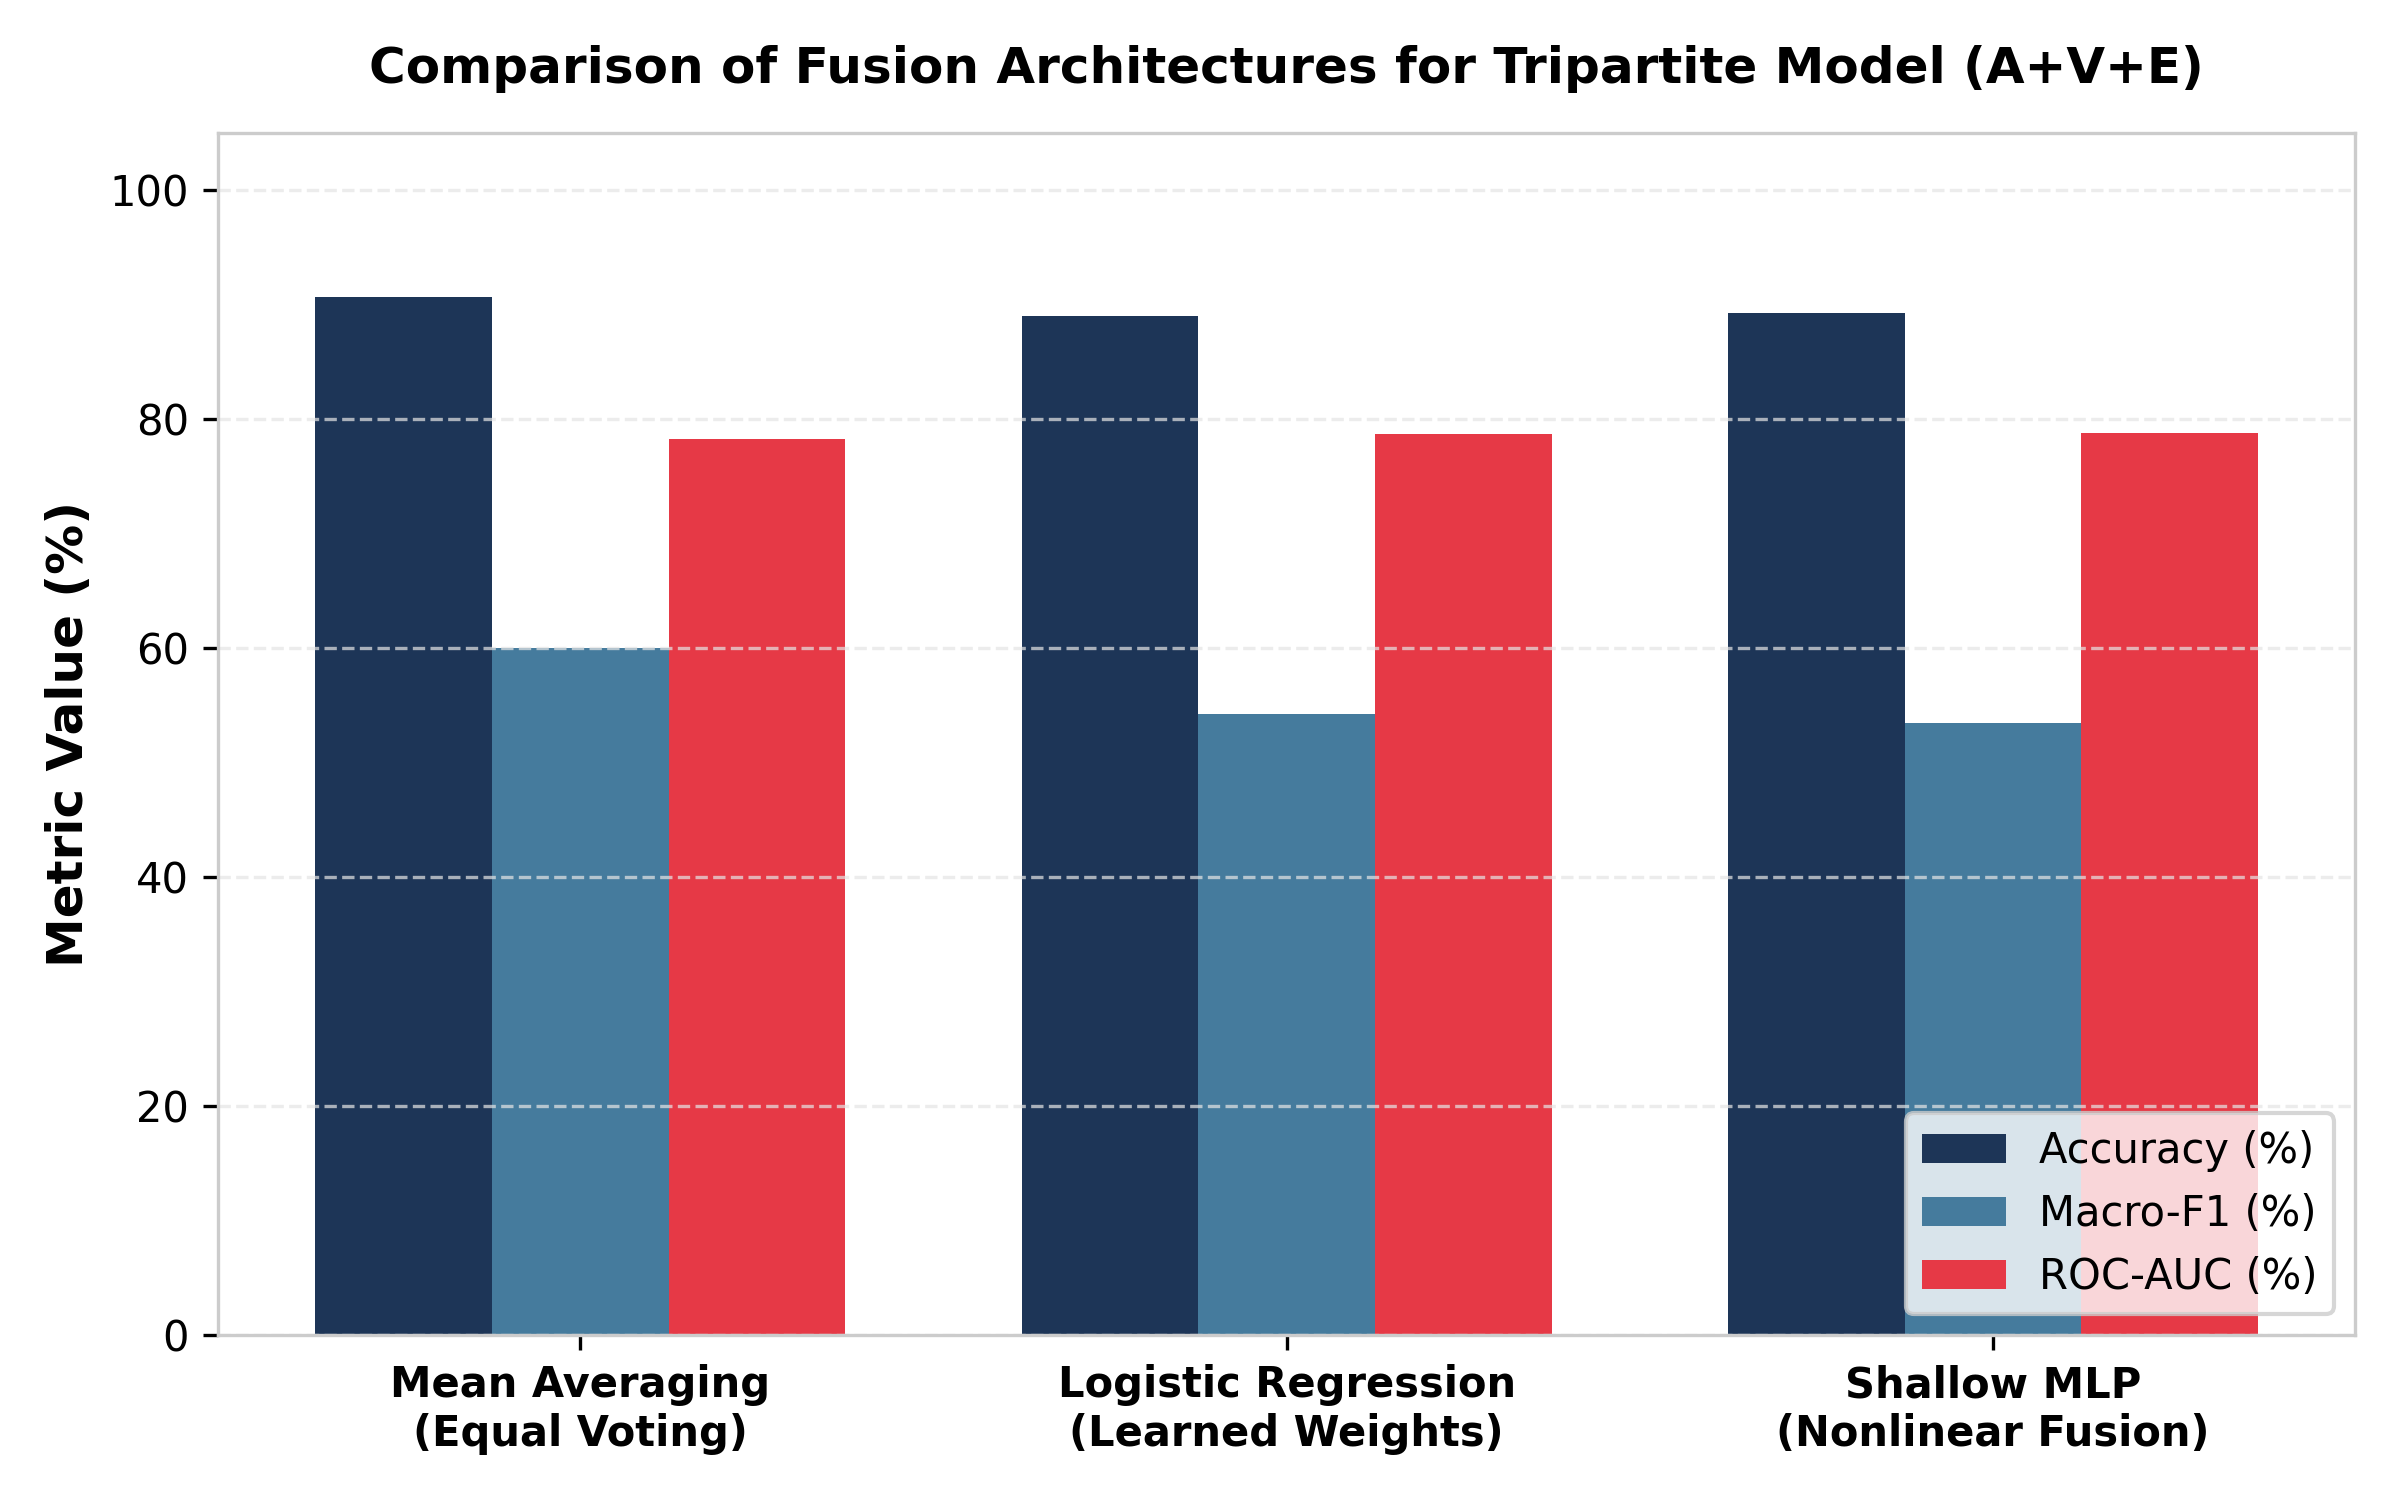 Comparison of Fusion Architectures for Tripartite Model (A+V+E)
Metric Value (%)
100
80
60
40
20
0
Accuracy (%)
Macro-F1 (%)
ROC-AUC (%)
Mean Averaging
(Equal Voting)
Logistic Regression
(Learned Weights)
Shallow MLP
(Nonlinear Fusion)